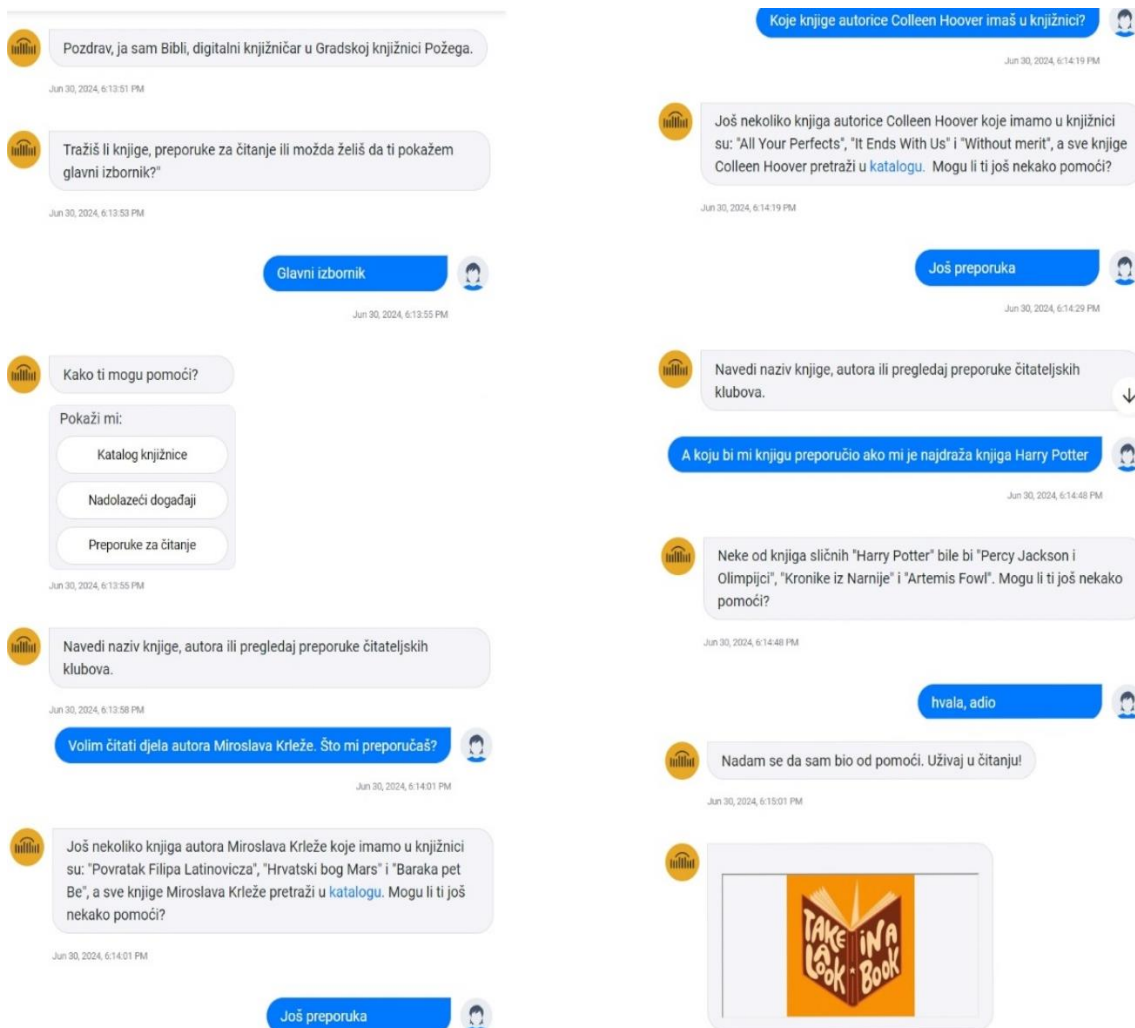 Pozdrav, ja sam Bibli, digitalni knjižničar u Gradskoj knjižnici Požega.
Jun 30, 2024, 6:13:51 PM
Tražiš li knjige, preporuke za čitanje ili možda želiš da ti pokažem
glavni izbornik?"
Jun 30, 2024, 6:13:53 PM
Glavni izbornik
Jun 30, 2024, 6:13:55 PM
Kako ti mogu pomoći?
Pokaži mi:
Katalog knjižnice
Nadolazeći događaji
Preporuke za čitanje
Jun 30, 2024, 6:13:55 PM
Navedi naziv knjige, autora ili pregledaj preporuke čitateljskih
klubova.
Jun 30, 2024, 6:13:58 PM
Volim čitati djela autora Miroslava Krleže. Što mi preporučaš?
Jun 30, 2024, 6:14:01 PM
Još nekoliko knjiga autora Miroslava Krleže koje imamo u knjižnici
su: "Povratak Filipa Latinovicza", "Hrvatski bog Mars" i "Baraka pet
Be", a sve knjige Miroslava Krleže pretraži u katalogu. Mogu li ti još
nekako pomoći?
Jun 30, 2024, 6:14:01 PM
Još preporuka
Koje knjige autorice Colleen Hoover imaš u knjižnici?
Jun 30, 2024, 6:14:19 PM
Još nekoliko knjiga autorice Colleen Hoover koje imamo u knjižnici
su: "All Your Perfects", "It Ends With Us" i "Without merit", a sve knjige
Colleen Hoover pretraži u katalogu. Mogu li ti još nekako pomoći?
Jun 30, 2024, 6:14:19 PM
Još preporuka
Jun 30, 2024, 6:14:29 PM
Navedi naziv knjige, autora ili pregledaj preporuke čitateljskih
klubova.
A koju bi mi knjigu preporučio ako mi je najdraža knjiga Harry Potter
Jun 30, 2024, 6:14:48 PM
Neke od knjiga sličnih "Harry Potter" bile bi "Percy Jackson i
Olimpijci", "Kronike iz Narnije" i "Artemis Fowl". Mogu li ti još nekako
pomoći?
Jun 30, 2024, 6:14:48 PM
hvala, adio
Nadam se da sam bio od pomoći. Uživaj u čitanju!
Jun 30, 2024, 6:15:01 PM
TAKE A LOOK
IN A BOOK